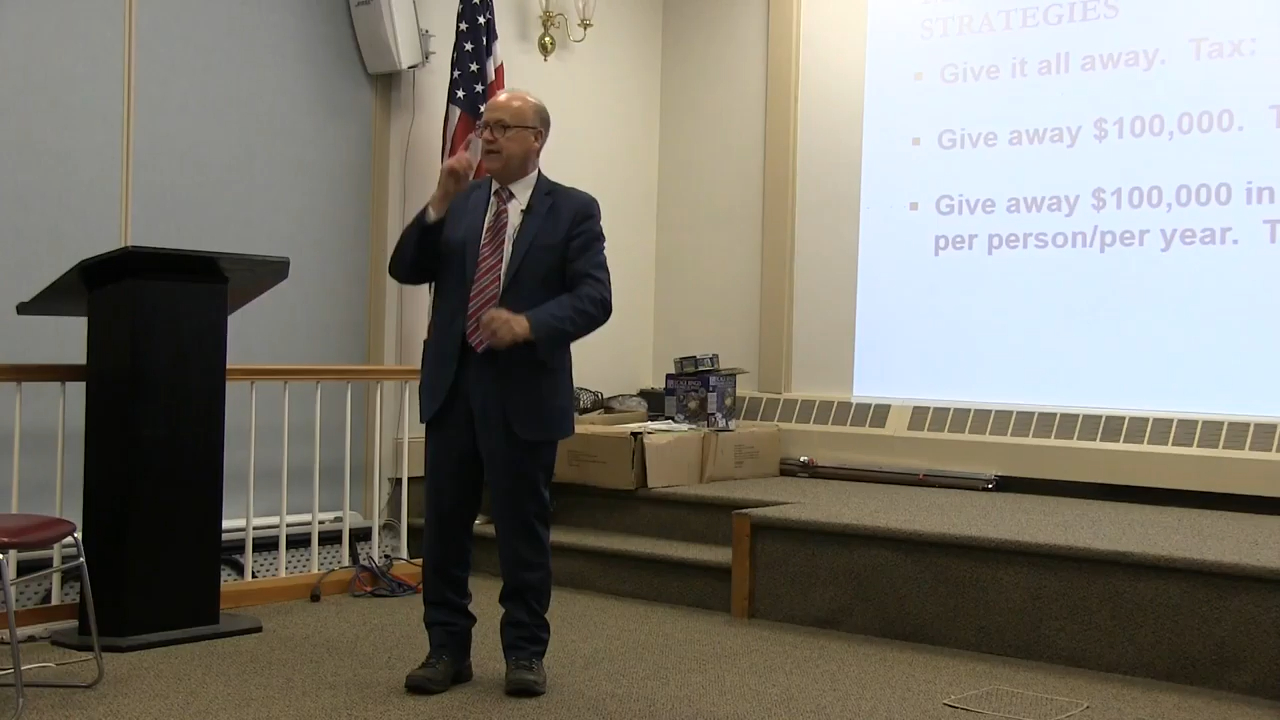 STRATEGIES
Give it all away. Tax:
Give away $100,000. T
Give away $100,000 in
per person/per year. T